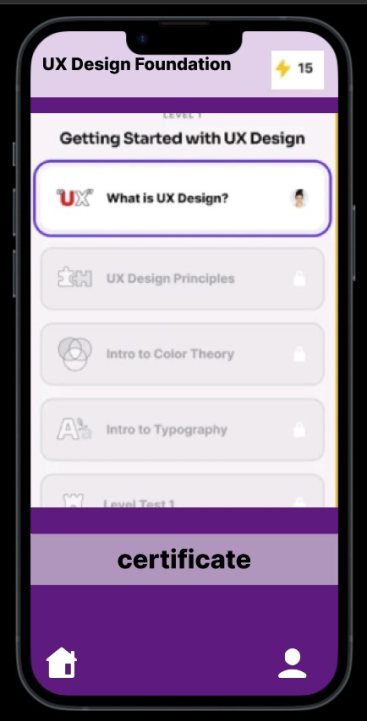 UX Design Foundation
15
LEVEL 1
Getting Started with UX Design
"UX" What is UX Design?
UX Design Principles
Intro to Color Theory
A Intro to Typography
Level Test 1
certificate